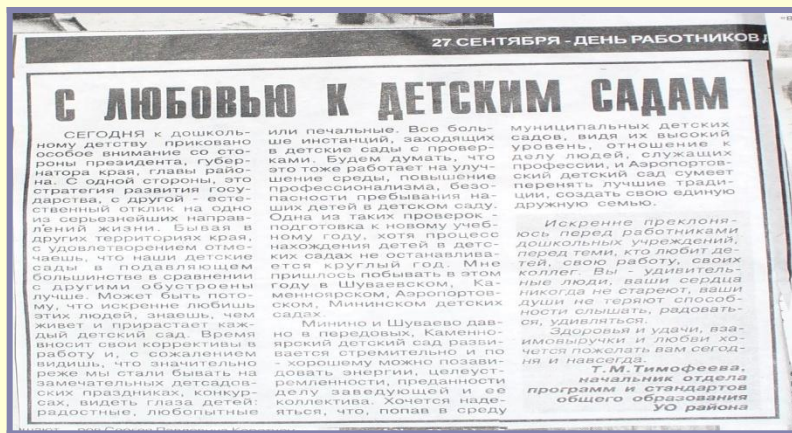 27 СЕНТЯБРЯ - ДЕНЬ РАБОТНИКОВ
С ЛЮБОВЬЮ К ДЕТСКИМ САДАМ
СЕГОДНЯ к дошколь-
ному детству приковано
особое внимание со сто-
роны президента, губер-
натора края, главы райо-
на. С одной стороны, это
стратегия развития госу-
дарства, с другой - есте-
ственный отклик на одно
из серьезнейших направ-
лений жизни. Бывая в
других территориях края,
с удовлетворением отме-
чаешь, что наши детские
сады в подавляющем
большинстве в сравнении
с другими обустроены
лучше. Может быть пото-
му, что искренне любишь
этих людей, знаешь, чем
живет и прирастает каж-
дый детский сад. Время
вносит свои коррективы в
работу и, с сожалением
видишь, что значительно
реже мы стали бывать на
замечательных детсадов-
ских праздниках, конкур-
сах, видеть глаза детей:
радостные, любопытные
или печальные. Все боль-
ше инстанций, заходящих
в детские сады с провер-
ками. Будем думать, что
это тоже работает на улуч-
шение среды, повышение
профессионализма, безо-
пасности пребывания на-
ших детей в детском саду.
Одна из таких проверок -
подготовка к новому учеб-
ному году, хотя процесс
нахождения детей в детс-
ких садах не останавлива-
ется круглый год. Мне
пришлось побывать в этом
году в Шуваевском, Ка-
менноярском, Аэропортов-
ском, Мининском детских
садах.
Минино и Шуваево дав-
но в передовых, Каменно-
ярский детский сад разви-
вается стремительно и по
- хорошему можно позави-
довать энергии, целеуст-
ремленности, преданности
делу заведующей и ее
коллектива. Хочется наде-
яться, что, попав в среду
муниципальных детских
садов, видя их высокий
уровень, отношение к
делу людей, служащих
профессии, и Аэропортов-
ский детский сад сумеет
перенять лучшие тради-
ции, создать свою единую
дружную семью.
Искренне преклоня-
юсь перед работниками
дошкольных учреждений,
перед теми, кто любит де-
тей, свою работу, своих
коллег. Вы - удивитель-
ные люди, ваши сердца
никогда не стареют, ваши
души не теряют способ-
ности слышать, радовать-
ся, удивляться.
Здоровья и удачи, вза-
имовыручки и любви хо-
чется пожелать вам сегод-
ня и навсегда.
Т.М.Тимофеева,
начальник отдела
программ и стандартов
общего образования
УО района